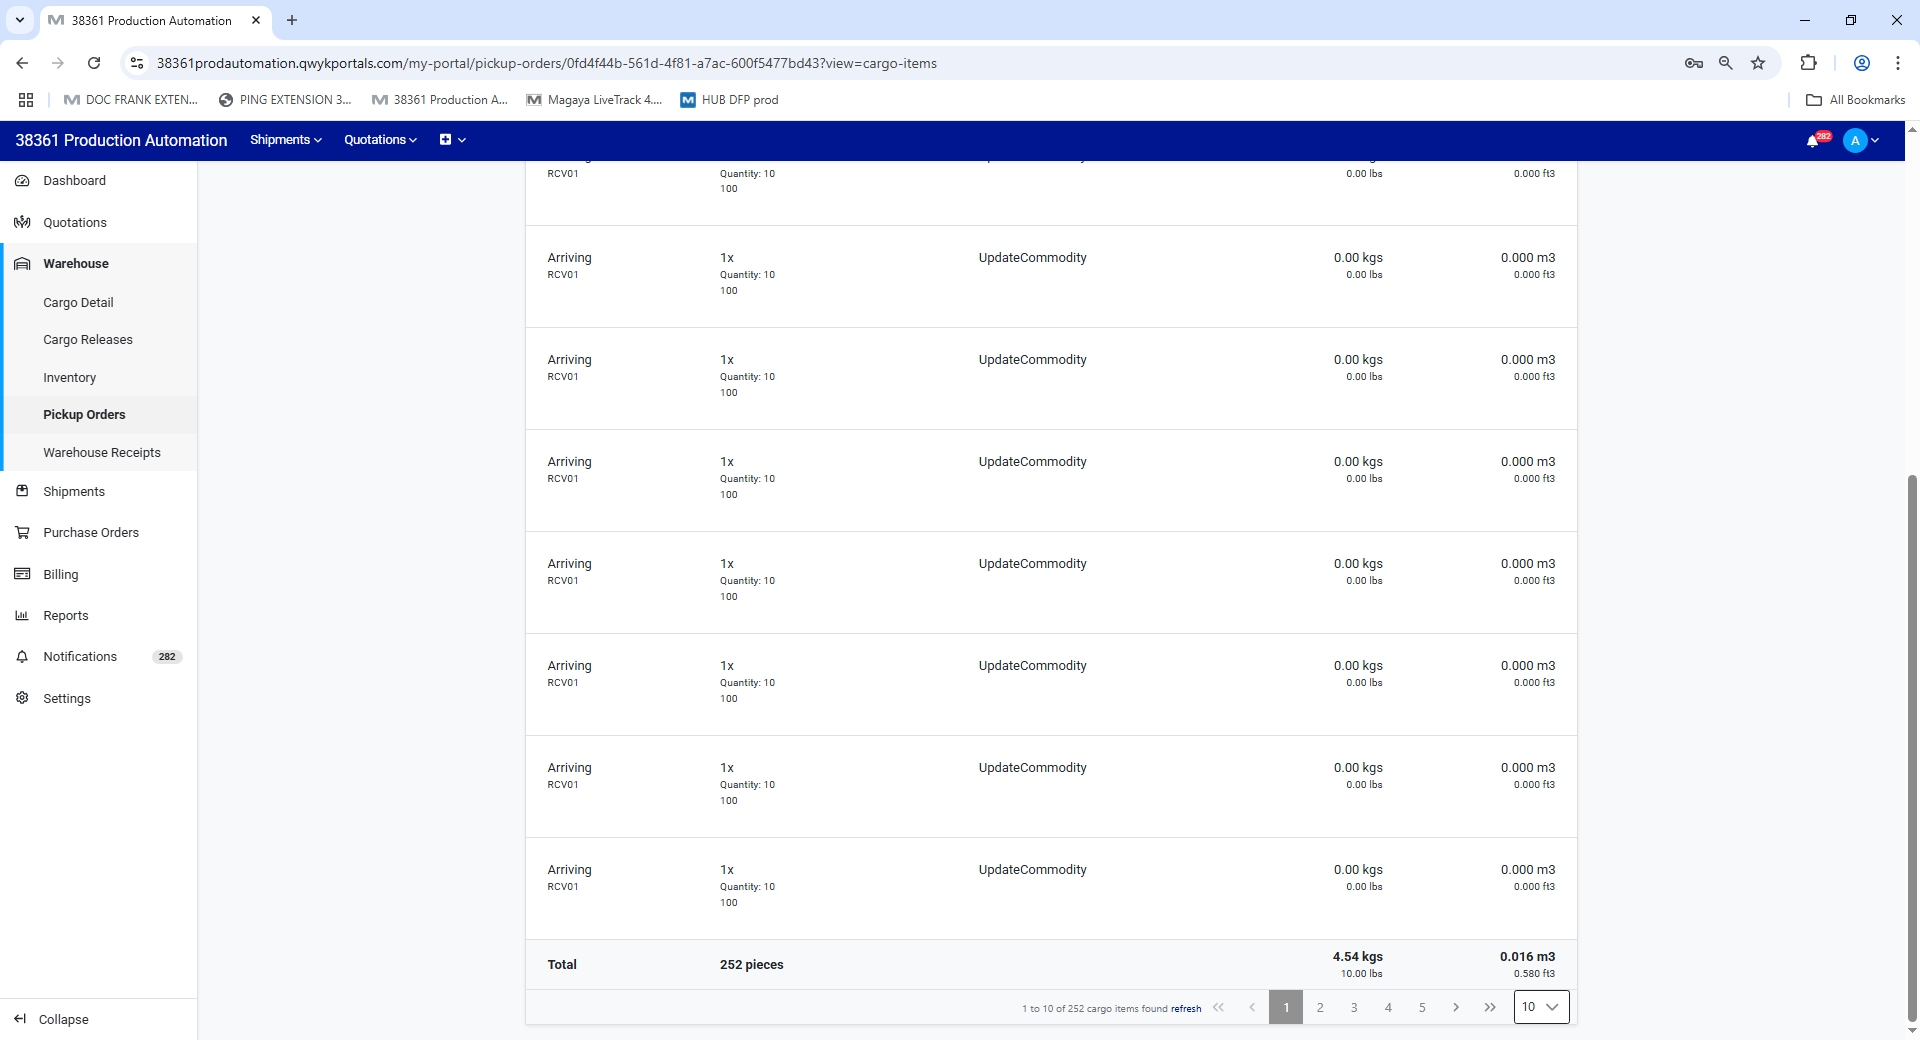 38361 Production Automation
38361prodautomation.qwykportals.com/my-portal/pickup-orders/0fd4f44b-561d-4f81-a7ac-600f5477bd43?view=cargo-items
DOC FRANK EXTEN... PING EXTENSION 3... 38361 Production A... Magaya LiveTrack 4.... HUB DFP prod All Bookmarks
38361 Production Automation Shipments Quotations 282 A
Dashboard
Quotations
Warehouse
Cargo Detail
Cargo Releases
Inventory
Pickup Orders
Warehouse Receipts
Shipments
Purchase Orders
Billing
Reports
Notifications 282
Settings
Collapse
RCV01 Quantity: 10 0.00 lbs 0.000 ft3
100
Arriving 1x UpdateCommodity 0.00 kgs 0.000 m3
RCV01 Quantity: 10 0.00 lbs 0.000 ft3
100
Arriving 1x UpdateCommodity 0.00 kgs 0.000 m3
RCV01 Quantity: 10 0.00 lbs 0.000 ft3
100
Arriving 1x UpdateCommodity 0.00 kgs 0.000 m3
RCV01 Quantity: 10 0.00 lbs 0.000 ft3
100
Arriving 1x UpdateCommodity 0.00 kgs 0.000 m3
RCV01 Quantity: 10 0.00 lbs 0.000 ft3
100
Arriving 1x UpdateCommodity 0.00 kgs 0.000 m3
RCV01 Quantity: 10 0.00 lbs 0.000 ft3
100
Arriving 1x UpdateCommodity 0.00 kgs 0.000 m3
RCV01 Quantity: 10 0.00 lbs 0.000 ft3
100
Arriving 1x UpdateCommodity 0.00 kgs 0.000 m3
RCV01 Quantity: 10 0.00 lbs 0.000 ft3
100
Total 252 pieces 4.54 kgs 0.016 m3
10.00 lbs 0.580 ft3
1 to 10 of 252 cargo items found refresh 1 2 3 4 5 10